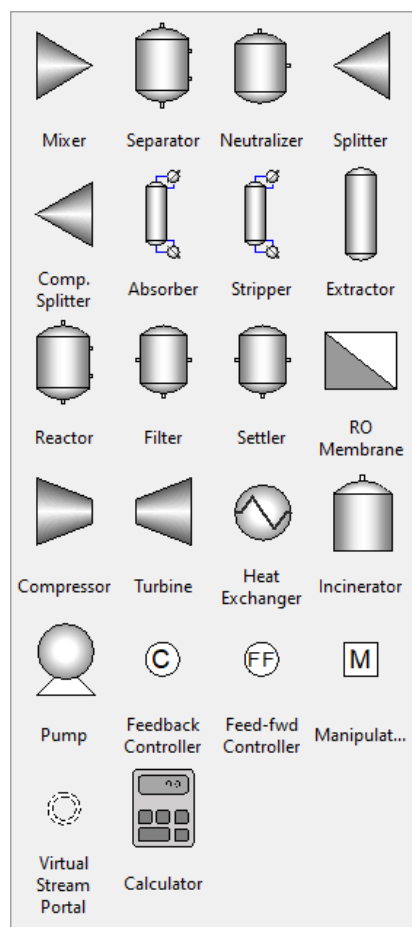 Mixer
Separator
Neutralizer
Splitter
Comp.
Splitter
Absorber
Stripper
Extractor
Reactor
Filter
Settler
RO
Membrane
Compressor
Turbine
Heat
Exchanger
Incinerator
C
FF
M
Pump
Feedback
Controller
Feed-fwd
Controller
Manipulat...
Virtual
Stream
Portal
Calculator